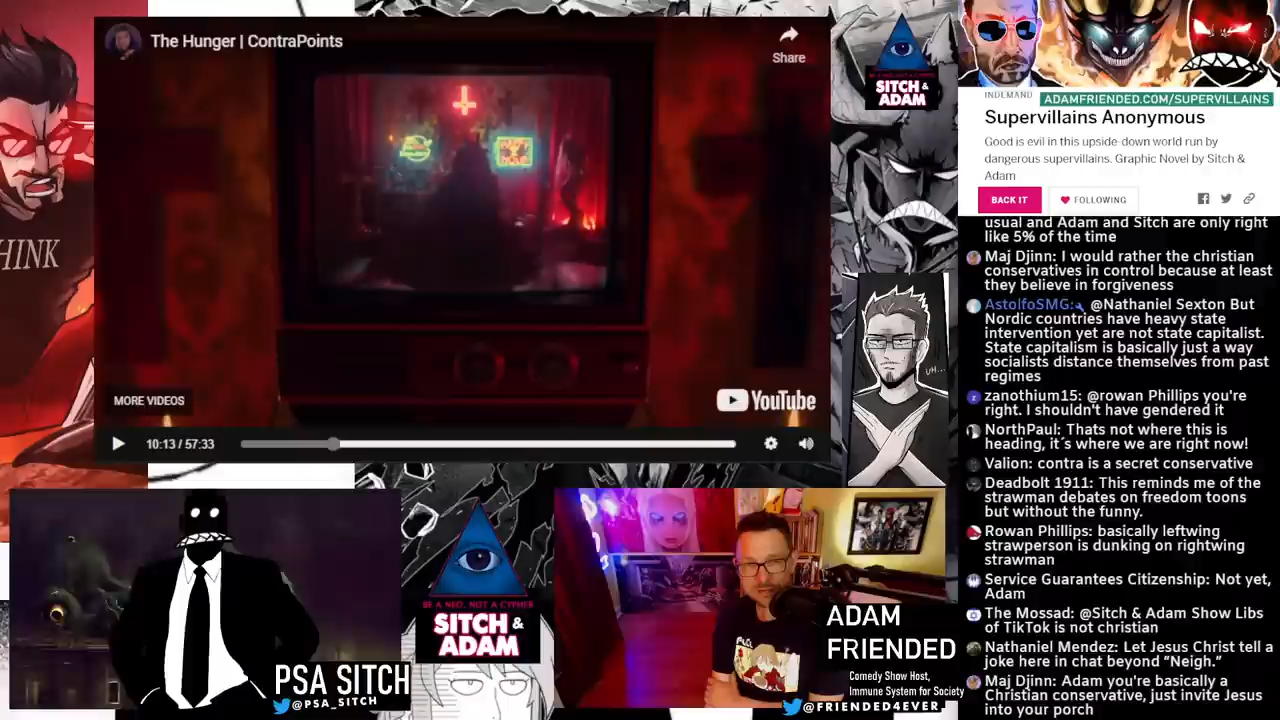 The Hunger | ContraPoints
Share
MORE VIDEOS
YouTube
10:13 / 57:33
HINK
BE A NEO, NOT A CYPHER
SITCH &
ADAM
UH...
INDEMAND
ADAMFRIENDED.COM/SUPERVILLAINS
Supervillains Anonymous
Good is evil in this upside-down world run by
dangerous supervillains. Graphic Novel by Sitch &
Adam
BACK IT
FOLLOWING
usual and Adam and Sitch are only right
like 5% of the time
Maj Djinn: I would rather the christian
conservatives in control because at least
they believe in forgiveness
AstolfoSMG: @Nathaniel Sexton But
Nordic countries have heavy state
intervention yet are not state capitalist.
State capitalism is basically just a way
socialists distance themselves from past
regimes
zanothium15: @rowan Phillips you're
right. I shouldn't have gendered it
NorthPaul: Thats not where this is
heading, it´s where we are right now!
Valion: contra is a secret conservative
Deadbolt 1911: This reminds me of the
strawman debates on freedom toons
but without the funny.
Rowan Phillips: basically leftwing
strawperson is dunking on rightwing
strawman
Service Guarantees Citizenship: Not yet,
Adam
The Mossad: @Sitch & Adam Show Libs
of TikTok is not christian
Nathaniel Mendez: Let Jesus Christ tell a
joke here in chat beyond “Neigh.”
Maj Djinn: Adam you're basically a
Christian conservative, just invite Jesus
into your porch
PSA SITCH
@PSA_SITCH
BE A NEO, NOT A CYPHER
SITCH &
ADAM
ADAM
FRIENDED
Comedy Show Host,
Immune System for Society
@FRIENDED4EVER